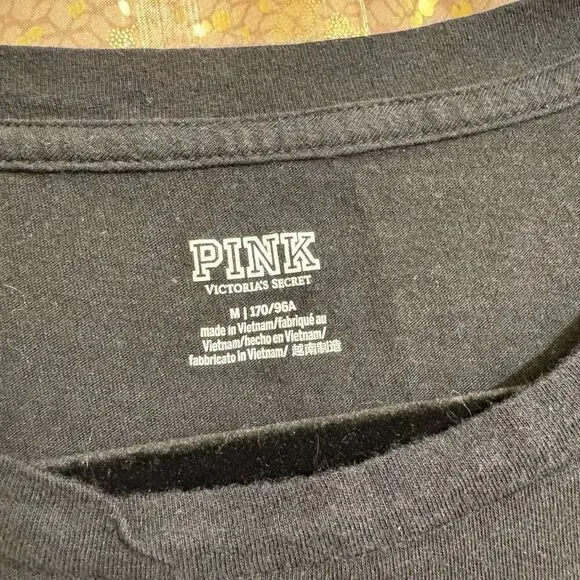 PINK
VICTORIA'S SECRET
M | 170/96A
made in Vietnam/fabriqué au
Vietnam/hecho en Vietnam/
fabbricato in Vietnam/ 越南制造